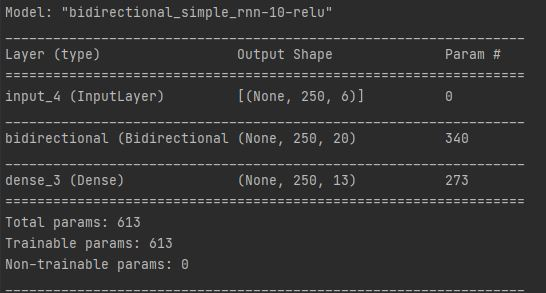 Model: "bidirectional_simple_rnn-10-relu"
_________________________________________________________________
Layer (type)                 Output Shape              Param #
=================================================================
input_4 (InputLayer)         [(None, 250, 6)]          0
_________________________________________________________________
bidirectional (Bidirectional (None, 250, 20)           340
_________________________________________________________________
dense_3 (Dense)              (None, 250, 13)           273
=================================================================
Total params: 613
Trainable params: 613
Non-trainable params: 0
_________________________________________________________________